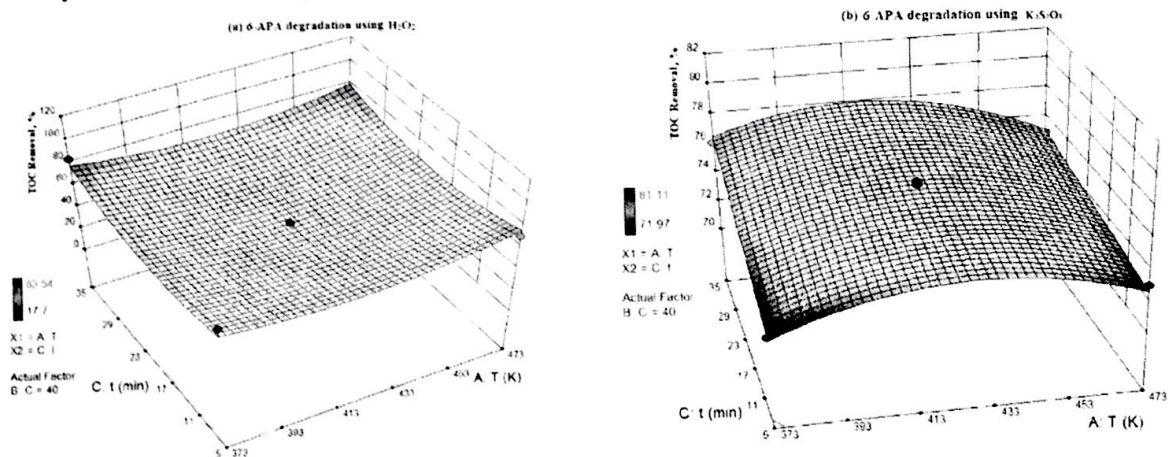 (a) 6-APA degradation using H₂O₂
TOC Removal, %
120
100
80
60
40
20
0
83.54
17.7
X1 = A: T
X2 = C: t
Actual Factor
B: C = 40
35
29
23
17
11
5
C: t (min)
373
393
413
433
453
473
A: T (K)
(b) 6 APA degradation using K₂S₂O₈
TOC Removal, %
82
80
78
76
74
72
70
81.11
71.97
X1 = A: T
X2 = C: t
Actual Factor
B: C = 40
35
29
23
17
11
5
C: t (min)
373
393
413
433
453
473
A: T (K)